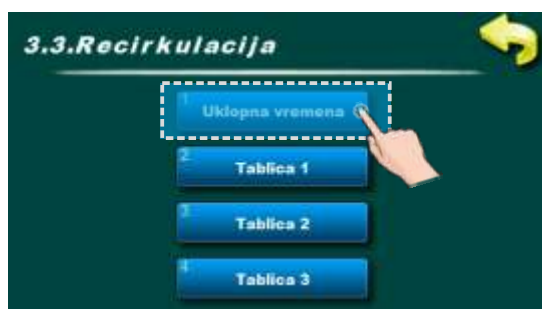 3.3.Recirkulacija
1 Uklopna vremena
2 Tablica 1
3 Tablica 2
4 Tablica 3